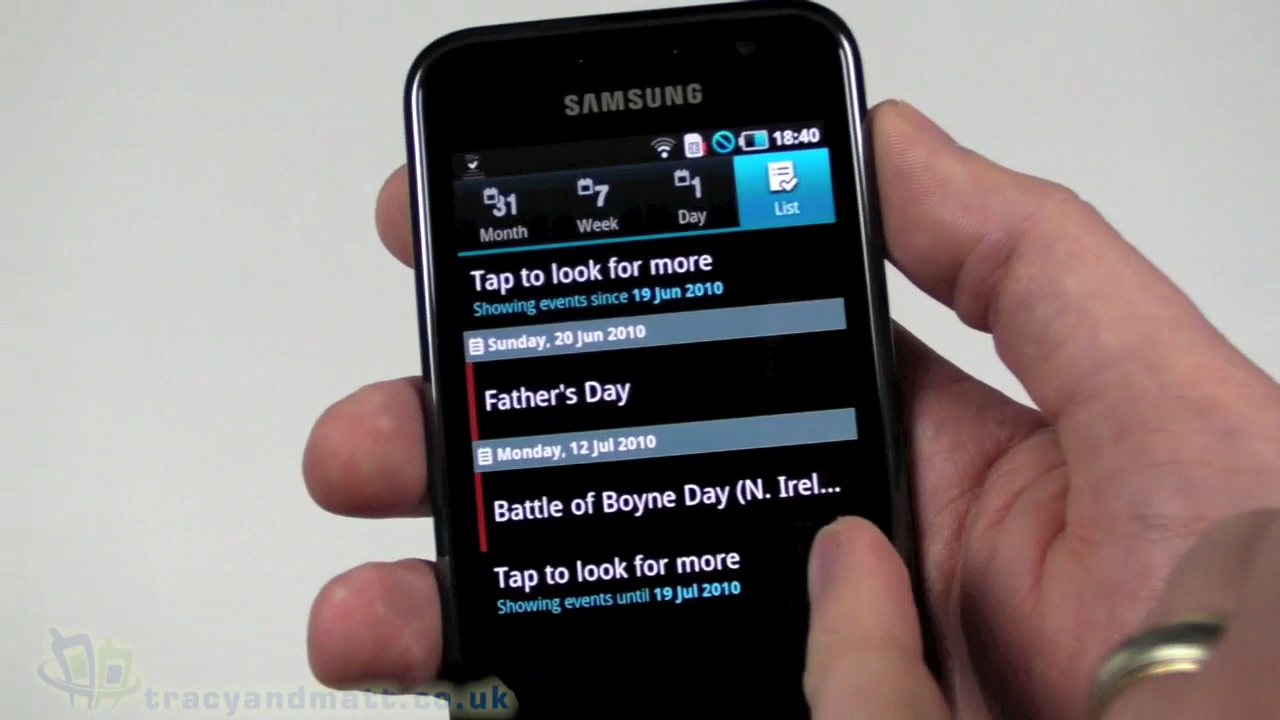 SAMSUNG
18:40
31
7
1
Month
Week
Day
List
Tap to look for more
Showing events since 19 Jun 2010
Sunday, 20 Jun 2010
Father's Day
Monday, 12 Jul 2010
Battle of Boyne Day (N. Irel...
Tap to look for more
Showing events until 19 Jul 2010
tracyandmatt.co.uk